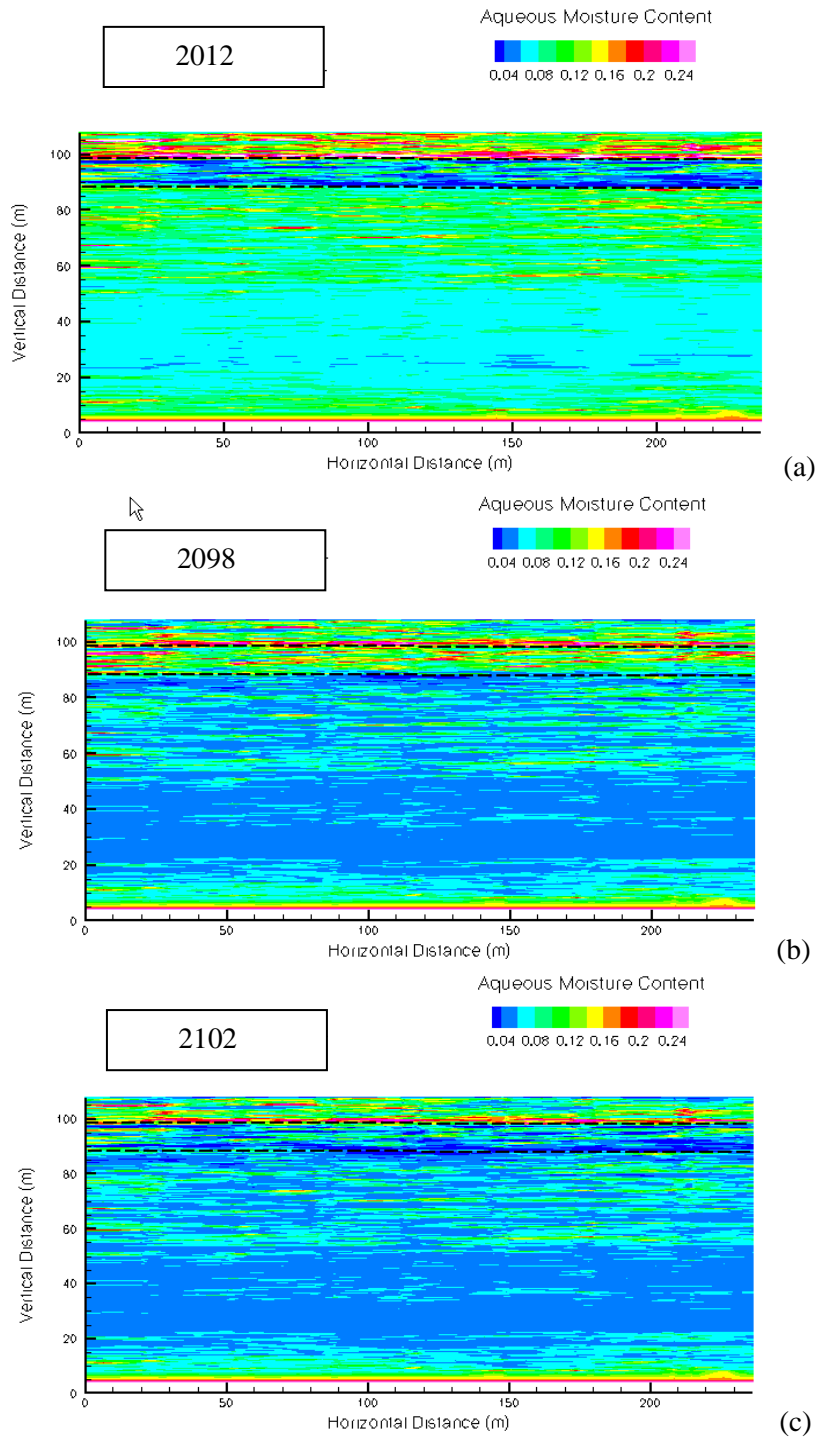 Aqueous Moisture Content
2012
0.04 0.08 0.12 0.16 0.2 0.24
Vertical Distance (m)
100
80
60
40
20
0
0 50 100 150 200
Horizontal Distance (m)
(a)
Aqueous Moisture Content
2098
0.04 0.08 0.12 0.16 0.2 0.24
Vertical Distance (m)
100
80
60
40
20
0
0 50 100 150 200
Horizontal Distance (m)
(b)
Aqueous Moisture Content
2102
0.04 0.08 0.12 0.16 0.2 0.24
Vertical Distance (m)
100
80
60
40
20
0
0 50 100 150 200
Horizontal Distance (m)
(c)